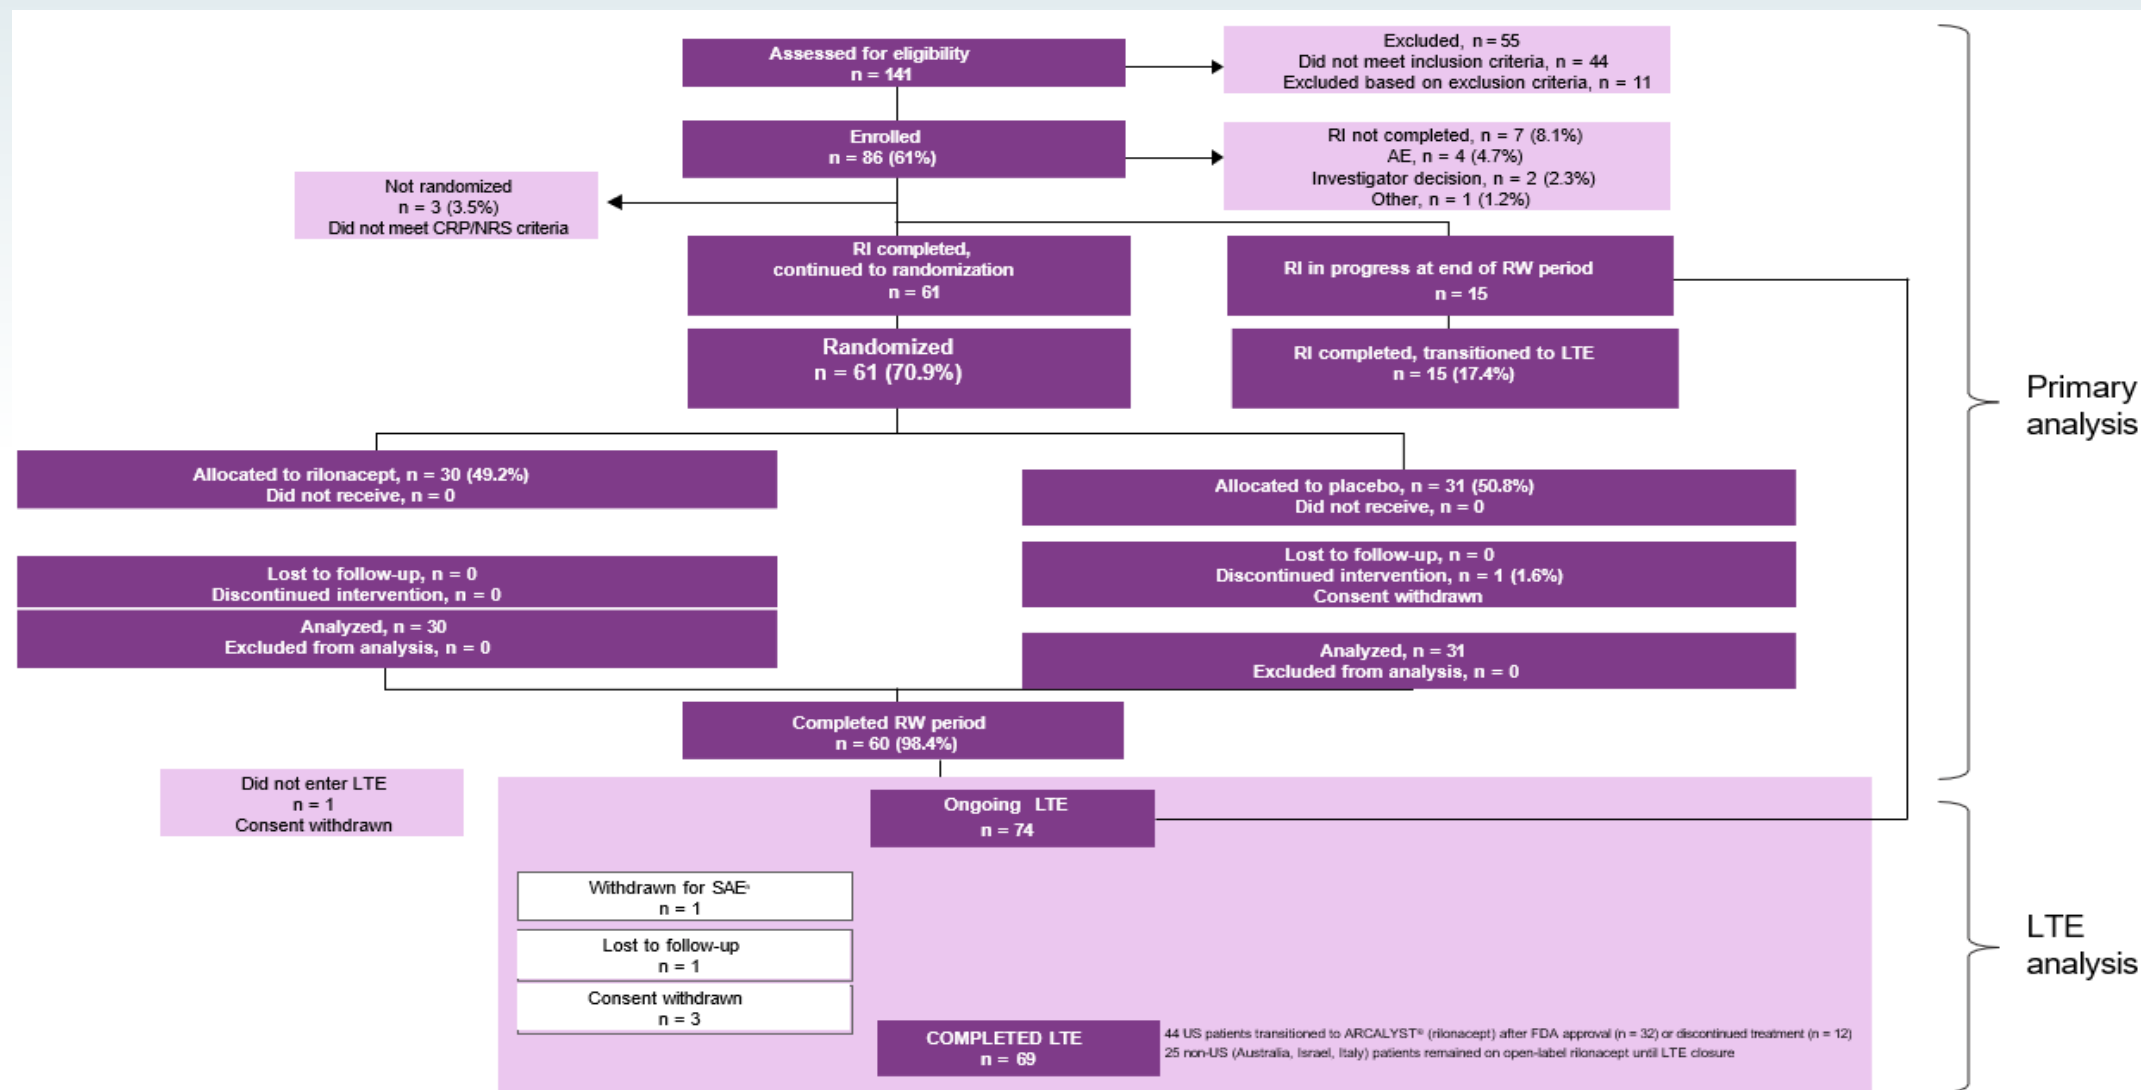 Assessed for eligibility
n = 141
Excluded, n = 55
Did not meet inclusion criteria, n = 44
Excluded based on exclusion criteria, n = 11
Enrolled
n = 86 (61%)
RI not completed, n = 7 (8.1%)
AE, n = 4 (4.7%)
Investigator decision, n = 2 (2.3%)
Other, n = 1 (1.2%)
Not randomized
n = 3 (3.5%)
Did not meet CRP/NRS criteria
RI completed,
continued to randomization
n = 61
RI in progress at end of RW period
n = 15
Randomized
n = 61 (70.9%)
RI completed, transitioned to LTE
n = 15 (17.4%)
Primary
analysis
Allocated to rilonacept, n = 30 (49.2%)
Did not receive, n = 0
Allocated to placebo, n = 31 (50.8%)
Did not receive, n = 0
Lost to follow-up, n = 0
Discontinued intervention, n = 0
Lost to follow-up, n = 0
Discontinued intervention, n = 1 (1.6%)
Consent withdrawn
Analyzed, n = 30
Excluded from analysis, n = 0
Analyzed, n = 31
Excluded from analysis, n = 0
Completed RW period
n = 60 (98.4%)
Did not enter LTE
n = 1
Consent withdrawn
Ongoing LTE
n = 74
Withdrawn for SAEᵃ
n = 1
Lost to follow-up
n = 1
Consent withdrawn
n = 3
LTE
analysis
COMPLETED LTE
n = 69
44 US patients transitioned to ARCALYST® (rilonacept) after FDA approval (n = 32) or discontinued treatment (n = 12)
25 non-US (Australia, Israel, Italy) patients remained on open-label rilonacept until LTE closure